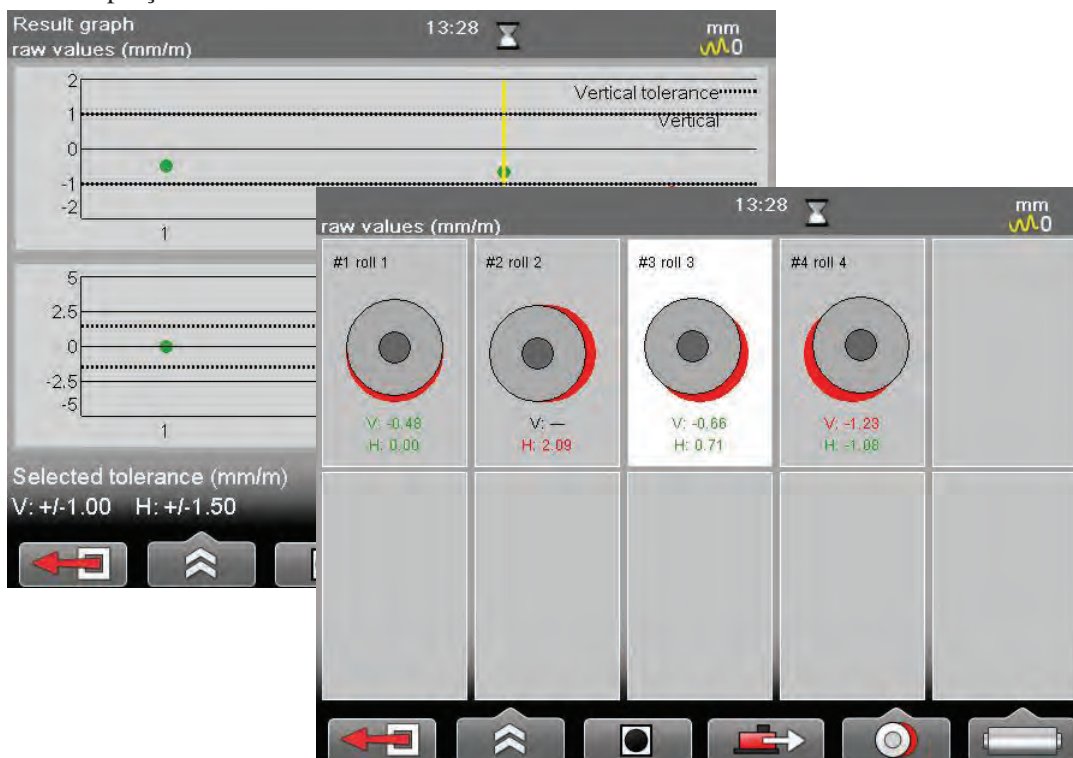 Result graph
raw values (mm/m)
13:28
mm
0
2
1
0
-1
-2
Vertical tolerance
Vertical
1
5
2.5
0
-2.5
-5
1
Selected tolerance (mm/m)
V: +/-1.00 H: +/-1.50
raw values (mm/m)
13:28
mm
0
#1 roll 1
V: -0.48
H: 0.00
#2 roll 2
V: —
H: 2.09
#3 roll 3
V: -0.66
H: 0.71
#4 roll 4
V: -1.23
H: -1.08